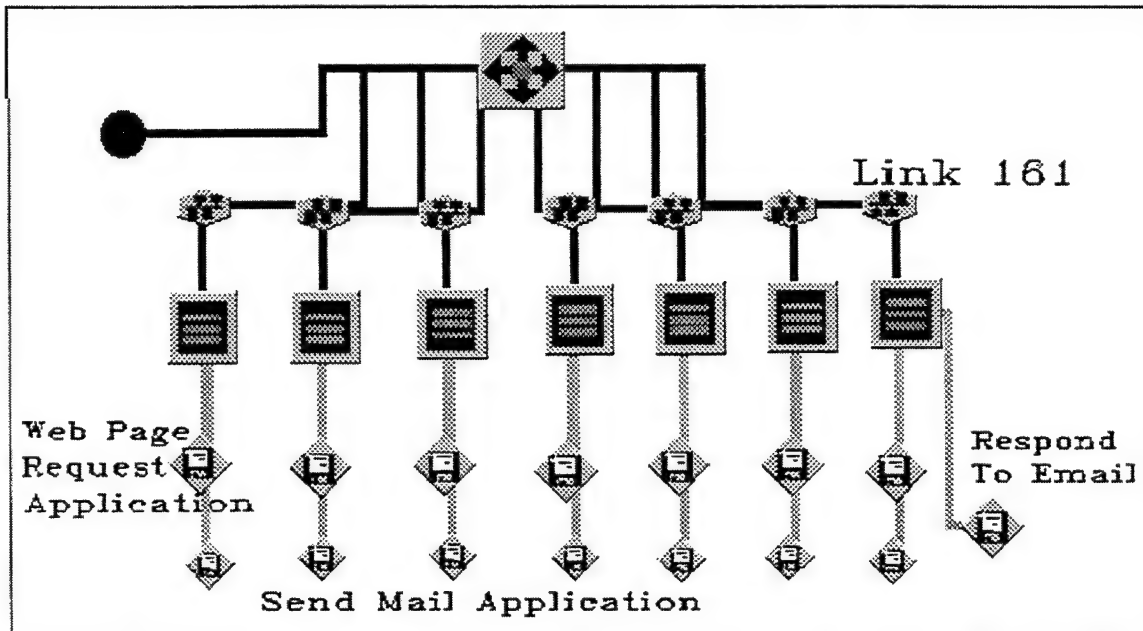 Link 161
Web Page
Request
Application
Respond
To Email
Send Mail Application